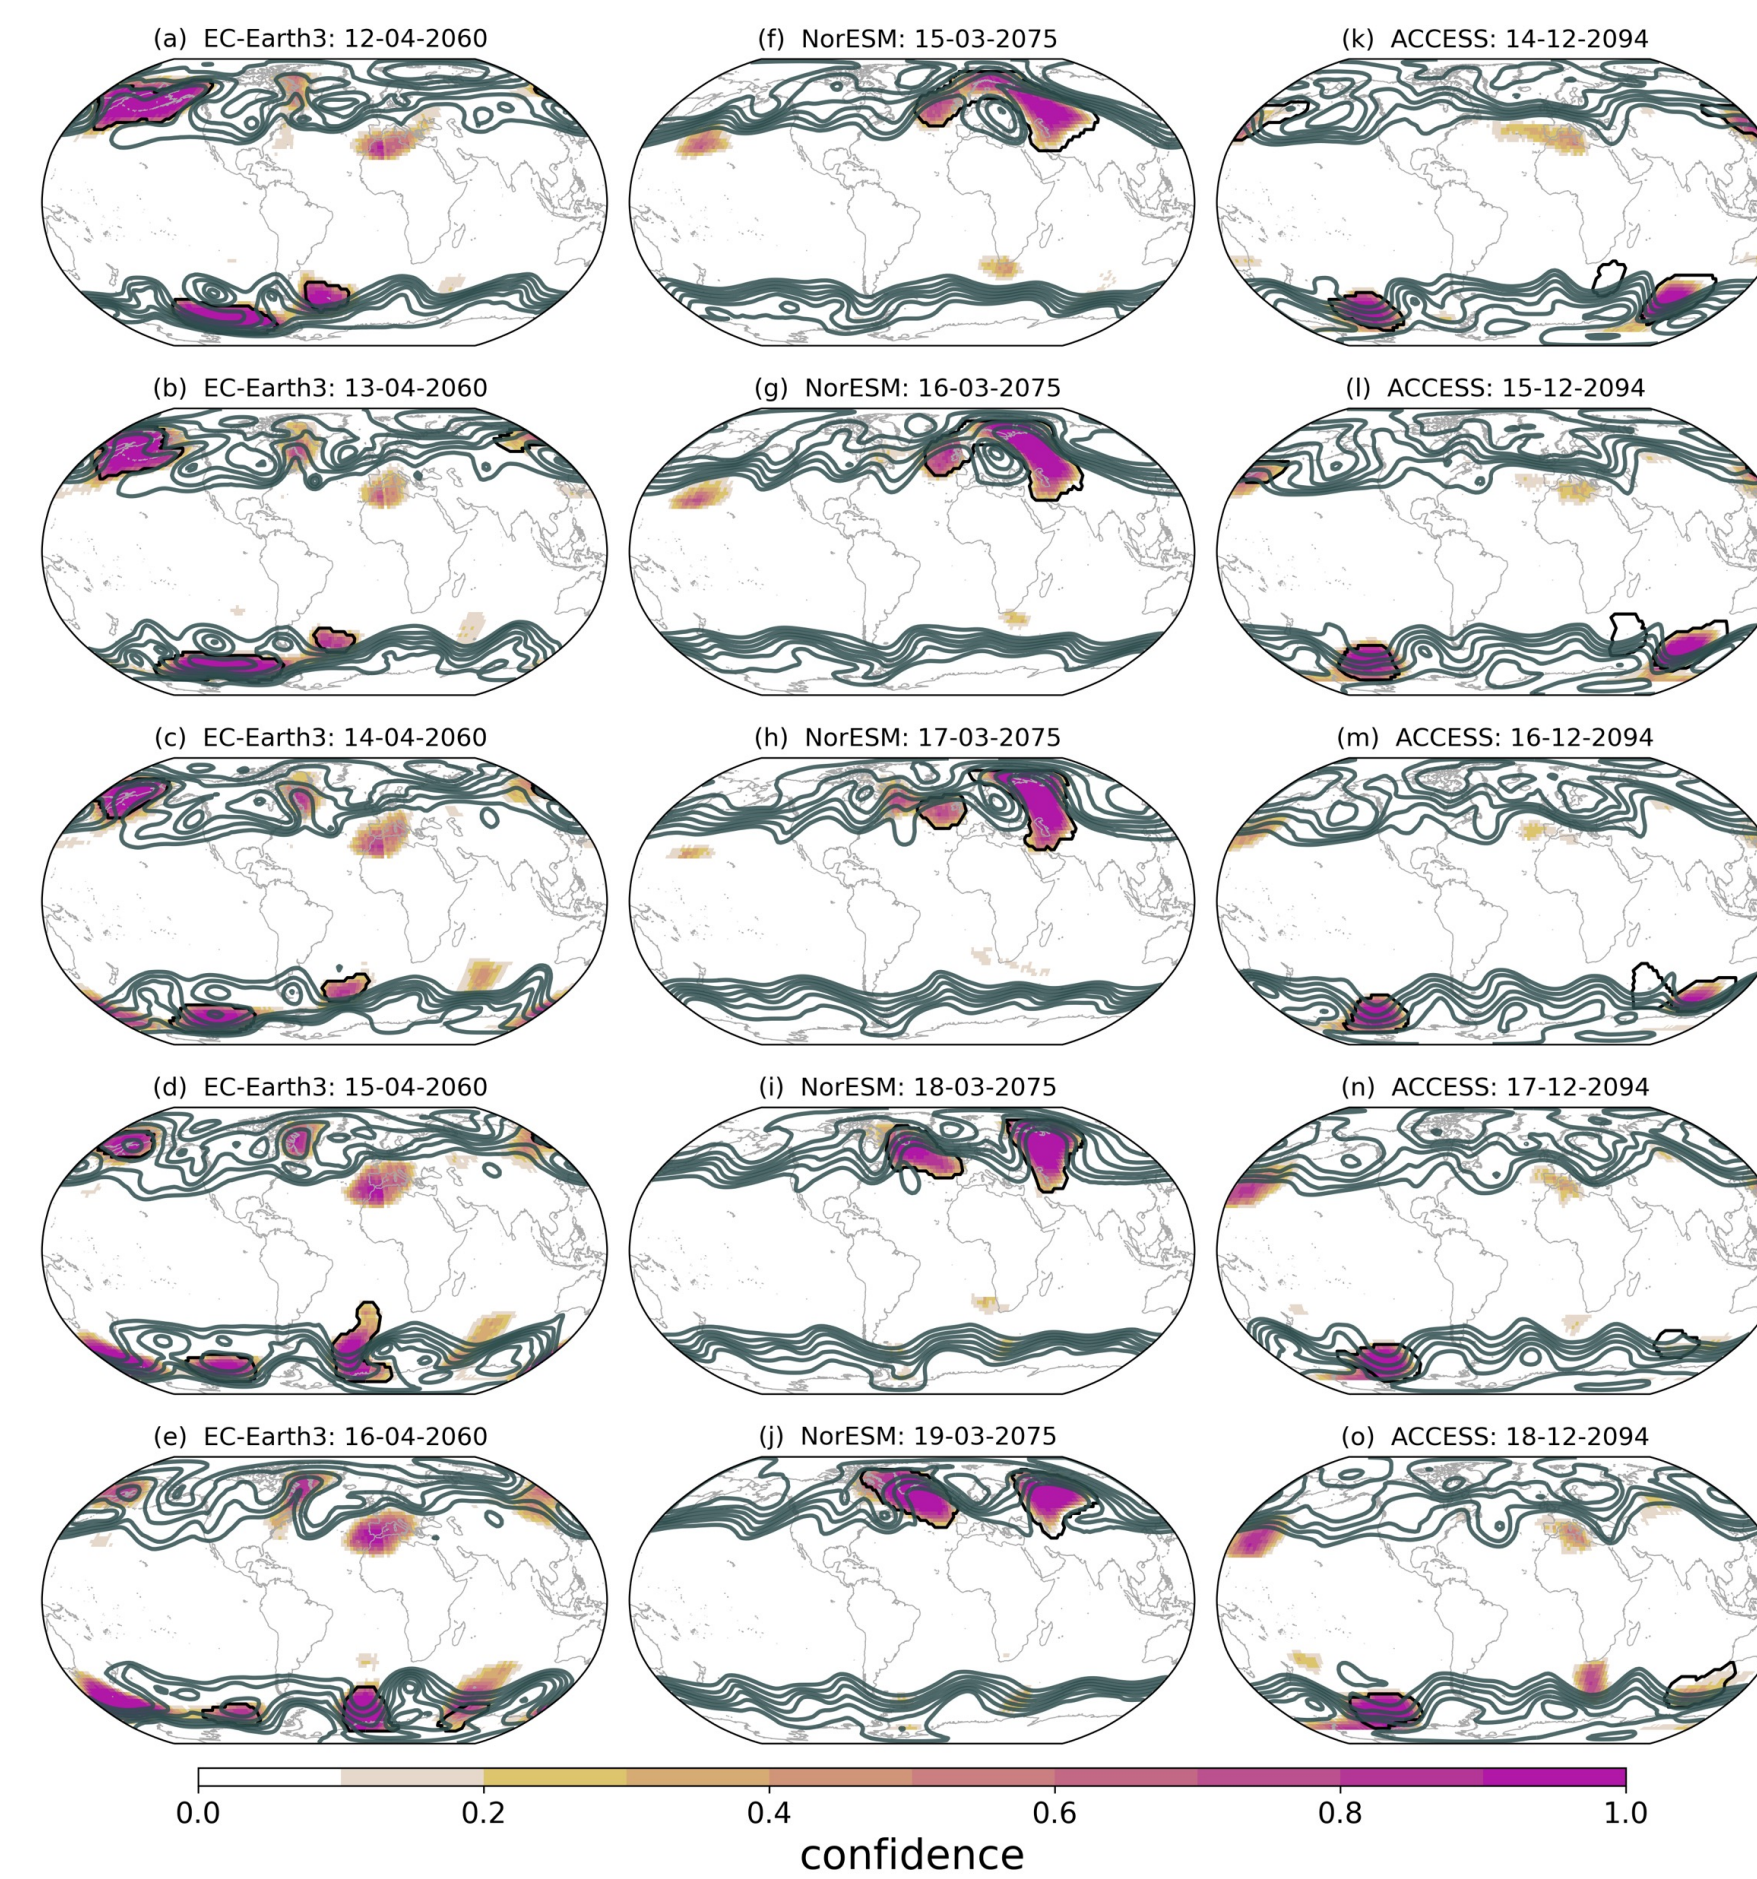 (a) EC-Earth3: 12-04-2060
(f) NorESM: 15-03-2075
(k) ACCESS: 14-12-2094
(b) EC-Earth3: 13-04-2060
(g) NorESM: 16-03-2075
(l) ACCESS: 15-12-2094
(c) EC-Earth3: 14-04-2060
(h) NorESM: 17-03-2075
(m) ACCESS: 16-12-2094
(d) EC-Earth3: 15-04-2060
(i) NorESM: 18-03-2075
(n) ACCESS: 17-12-2094
(e) EC-Earth3: 16-04-2060
(j) NorESM: 19-03-2075
(o) ACCESS: 18-12-2094
0.0 0.2 0.4 0.6 0.8 1.0
confidence